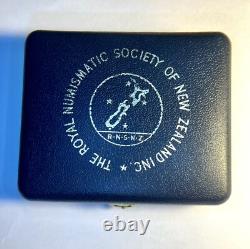 ★ THE ROYAL NUMISMATIC SOCIETY OF NEW ZEALAND INC.
R·N·S·N·Z